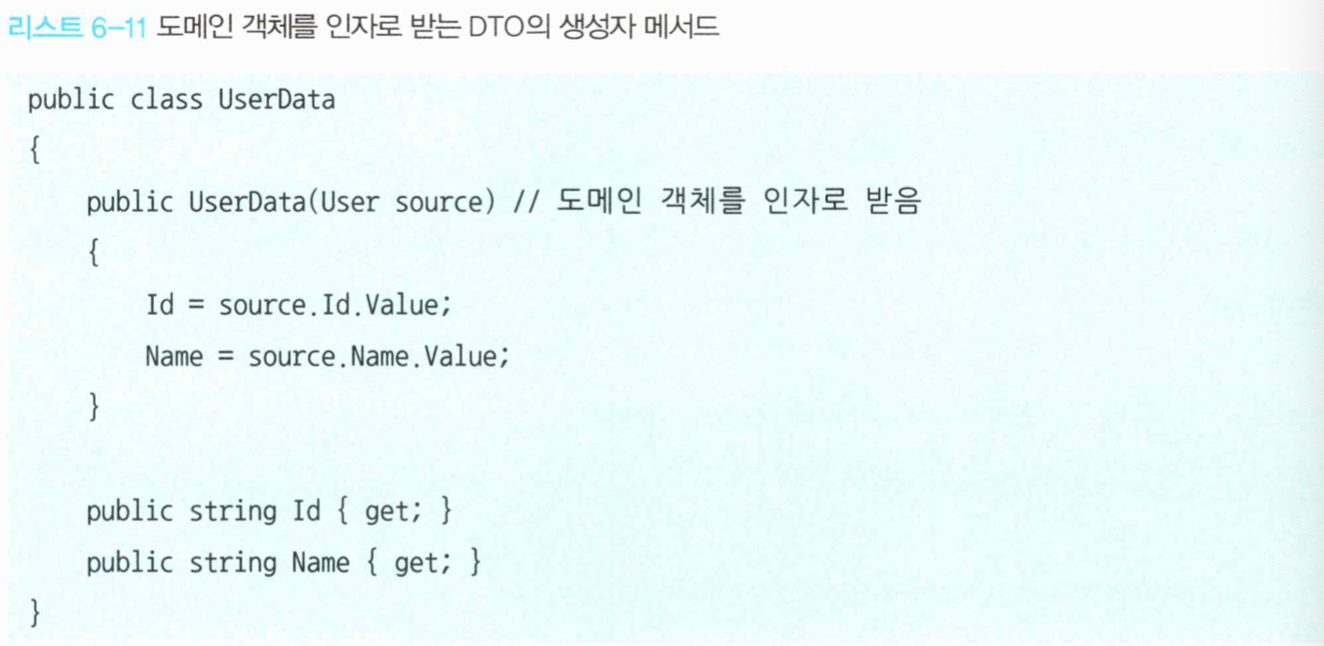 리스트 6-11 도메인 객체를 인자로 받는 DTO의 생성자 메서드
public class UserData
{
    public UserData(User source) // 도메인 객체를 인자로 받음
    {
        Id = source.Id.Value;
        Name = source.Name.Value;
    }

    public string Id { get; }
    public string Name { get; }
}